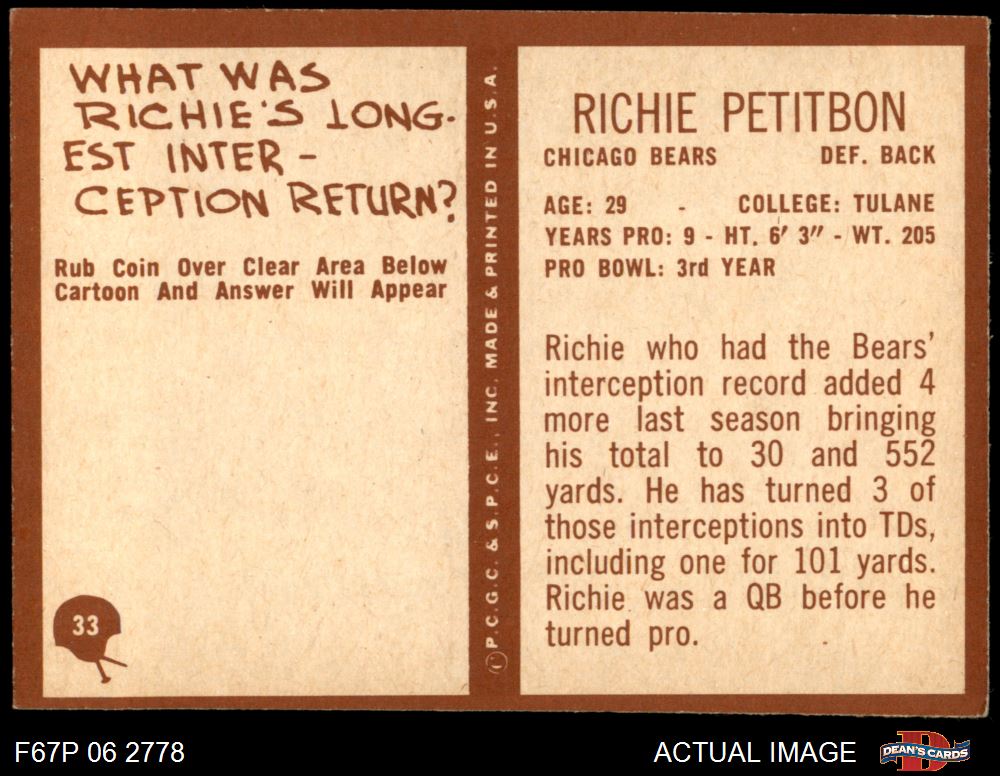 WHAT WAS
RICHIE'S LONG-
EST INTER -
CEPTION RETURN?
Rub Coin Over Clear Area Below
Cartoon And Answer Will Appear
33
©P.C.G.C. & S.P.C.E., INC. MADE & PRINTED IN U.S.A.
RICHIE PETITBON
CHICAGO BEARS DEF. BACK
AGE: 29 - COLLEGE: TULANE
YEARS PRO: 9 - HT. 6' 3" - WT. 205
PRO BOWL: 3rd YEAR
Richie who had the Bears'
interception record added 4
more last season bringing
his total to 30 and 552
yards. He has turned 3 of
those interceptions into TDs,
including one for 101 yards.
Richie was a QB before he
turned pro.
F67P 06 2778
ACTUAL IMAGE
D
DEAN'S CARDS